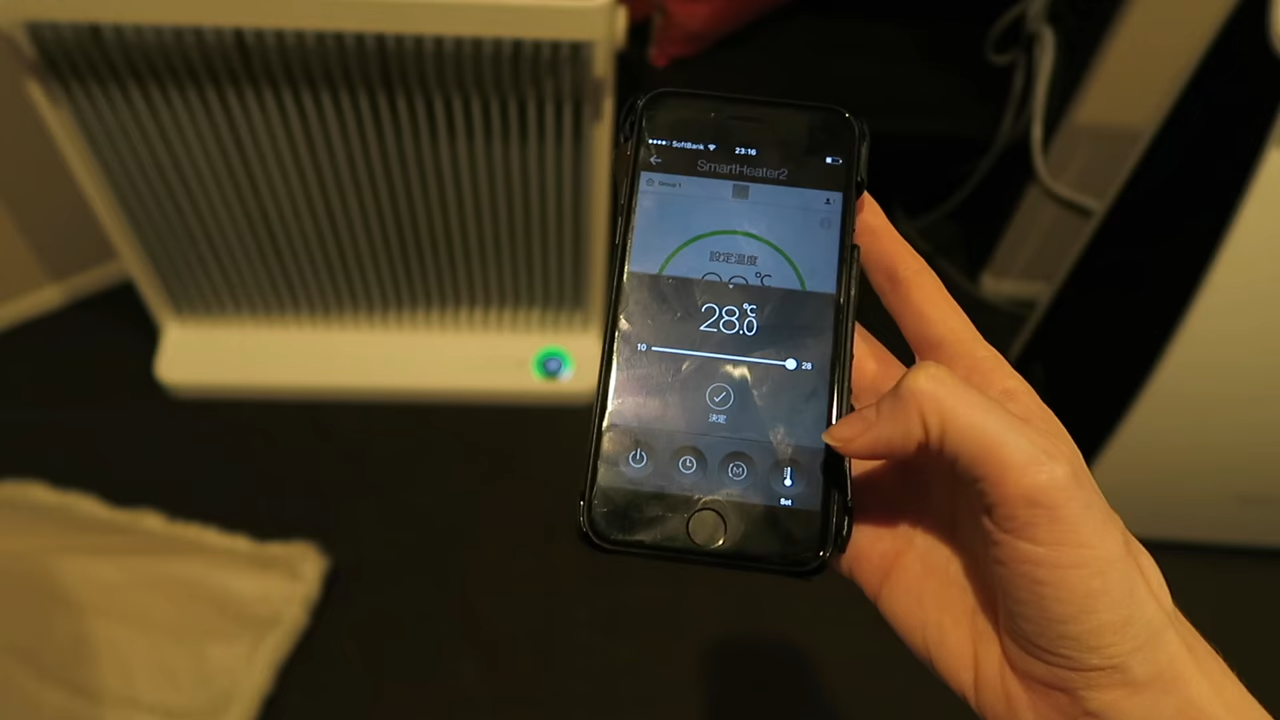 SoftBank 23:16
SmartHeater2
Group 1
設定温度
℃
28.0℃
10 28
決定
M
Set